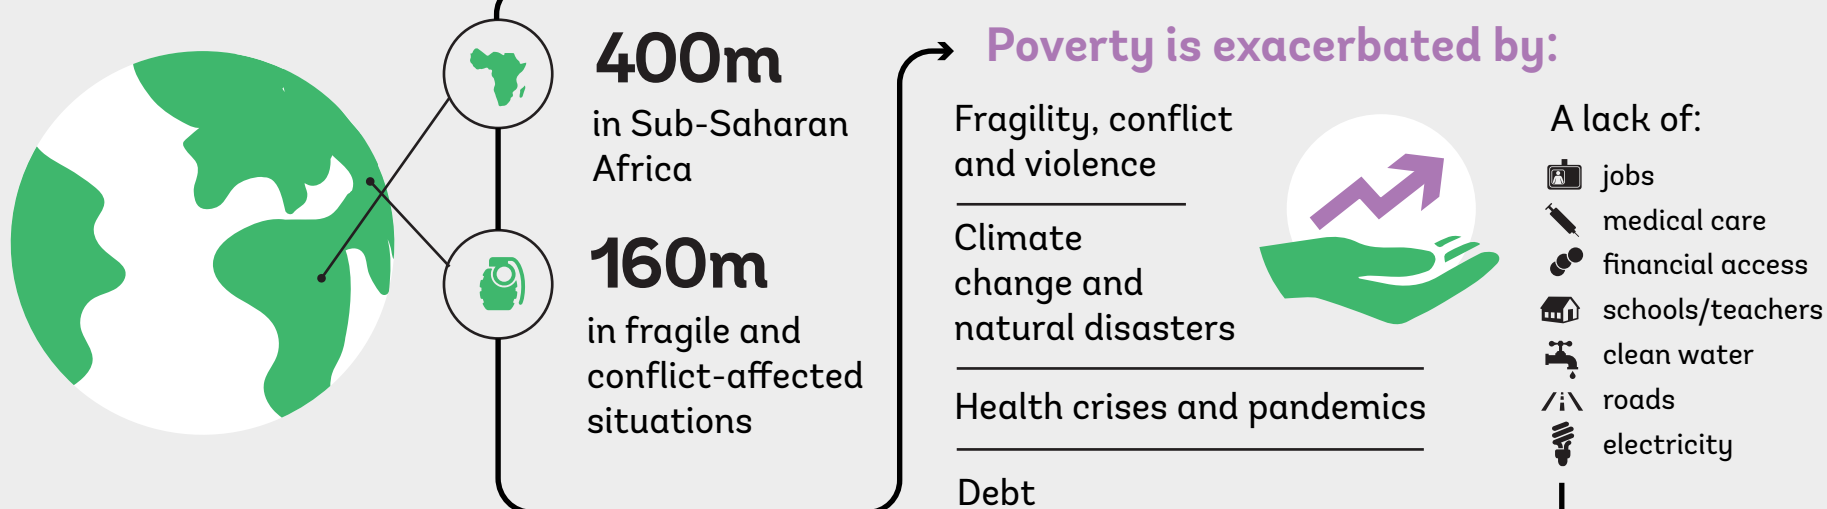 400m
in Sub-Saharan
Africa
160m
in fragile and
conflict-affected
situations
Poverty is exacerbated by:
Fragility, conflict
and violence
Climate
change and
natural disasters
Health crises and pandemics
Debt
A lack of:
jobs
medical care
financial access
schools/teachers
clean water
roads
electricity